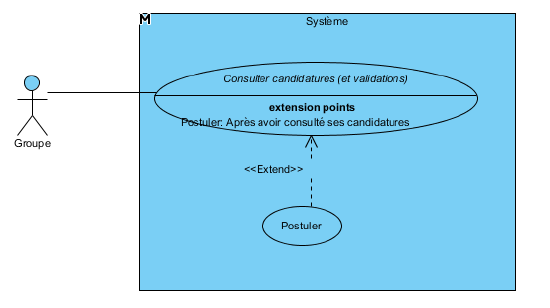 M
Système
Consulter candidatures (et validations)
extension points
Postuler: Après avoir consulté ses candidatures
Groupe
<<Extend>>
Postuler